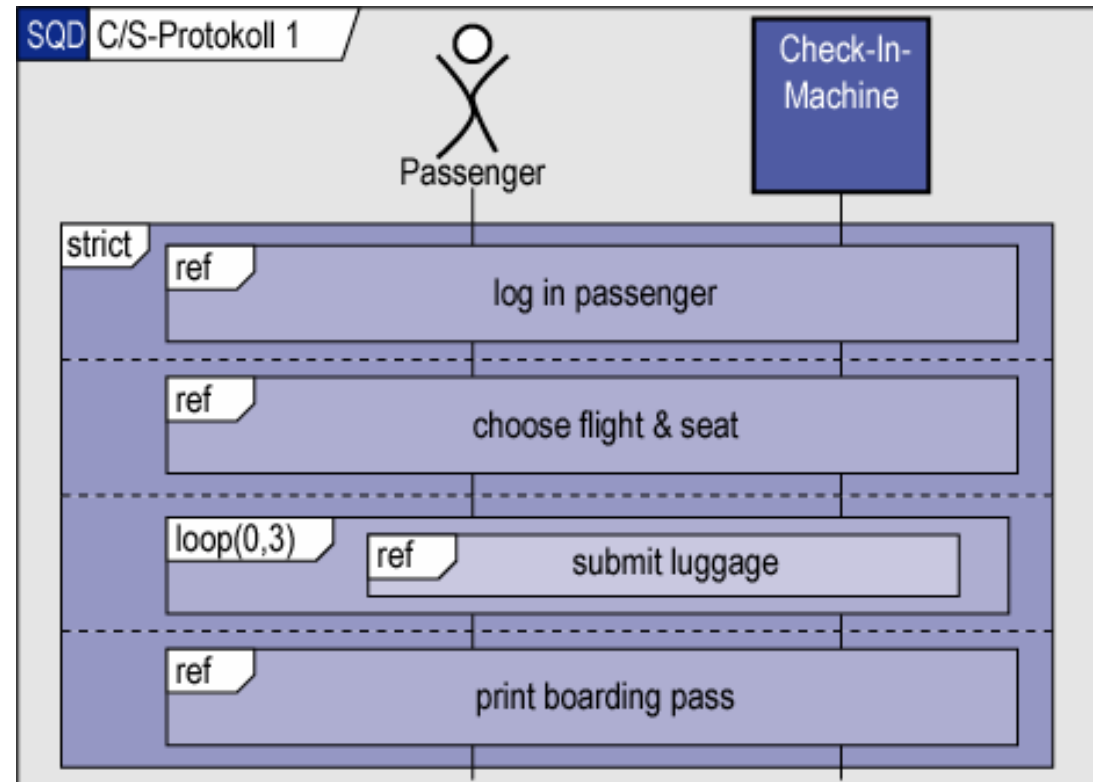 SQD C/S-Protokoll 1
Check-In-
Machine
Passenger
strict
ref
log in passenger
ref
choose flight & seat
loop(0,3)
ref
submit luggage
ref
print boarding pass